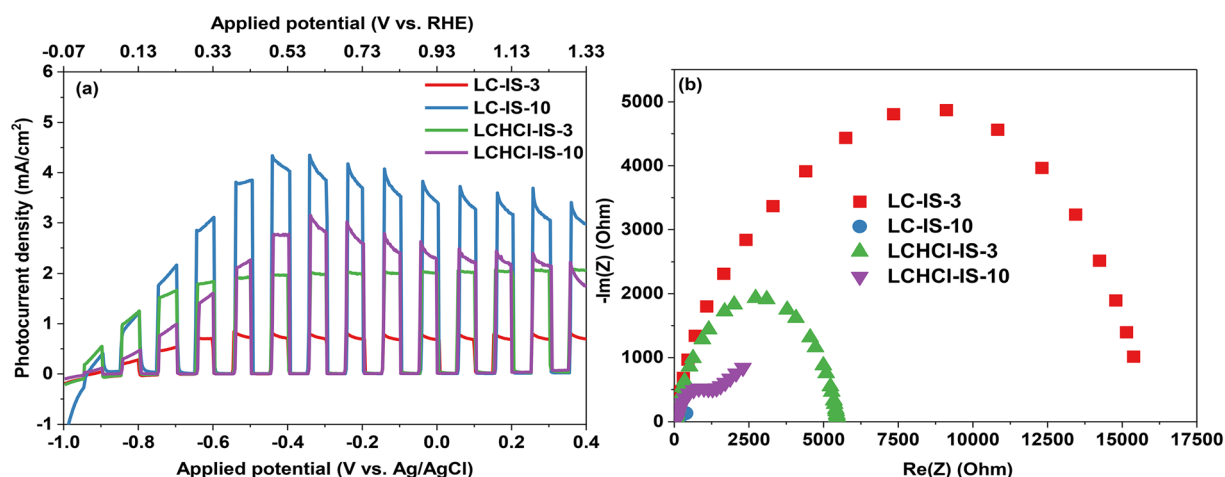 Applied potential (V vs. RHE)
-0.07 0.13 0.33 0.53 0.73 0.93 1.13 1.33
(a)
LC-IS-3
LC-IS-10
LCHCl-IS-3
LCHCl-IS-10
Photocurrent density (mA/cm²)
6
5
4
3
2
1
0
-1
-1.0 -0.8 -0.6 -0.4 -0.2 0.0 0.2 0.4
Applied potential (V vs. Ag/AgCl)
(b)
LC-IS-3
LC-IS-10
LCHCl-IS-3
LCHCl-IS-10
-Im(Z) (Ohm)
5000
4000
3000
2000
1000
0
0 2500 5000 7500 10000 12500 15000 17500
Re(Z) (Ohm)